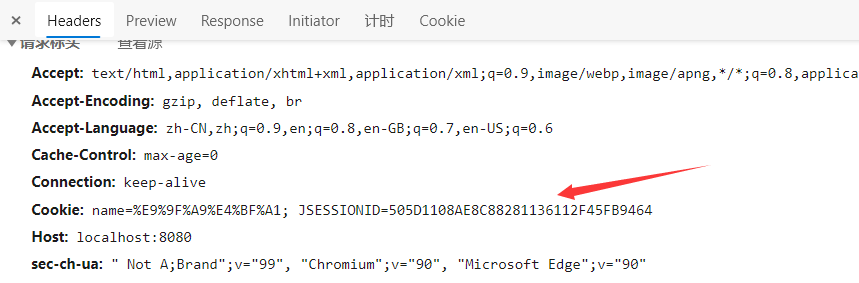 × Headers Preview Response Initiator 计时 Cookie
▼请求标头 查看源
Accept: text/html,application/xhtml+xml,application/xml;q=0.9,image/webp,image/apng,*/*;q=0.8,applica
Accept-Encoding: gzip, deflate, br
Accept-Language: zh-CN,zh;q=0.9,en;q=0.8,en-GB;q=0.7,en-US;q=0.6
Cache-Control: max-age=0
Connection: keep-alive
Cookie: name=%E9%9F%A9%E4%BF%A1; JSESSIONID=505D1108AE8C88281136112F45FB9464
Host: localhost:8080
sec-ch-ua: " Not A;Brand";v="99", "Chromium";v="90", "Microsoft Edge";v="90"